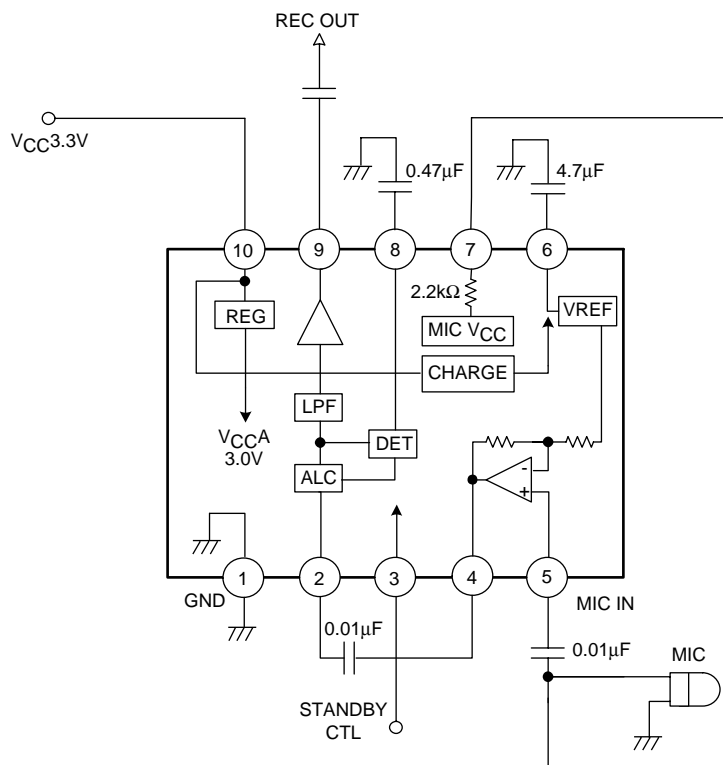 REC OUT
VCC3.3V
0.47μF
4.7μF
10
9
8
7
6
2.2kΩ
REG
MIC VCC
VREF
CHARGE
LPF
VCCA
3.0V
DET
ALC
-
+
1
2
3
4
5
GND
MIC IN
0.01μF
0.01μF
MIC
STANDBY
CTL